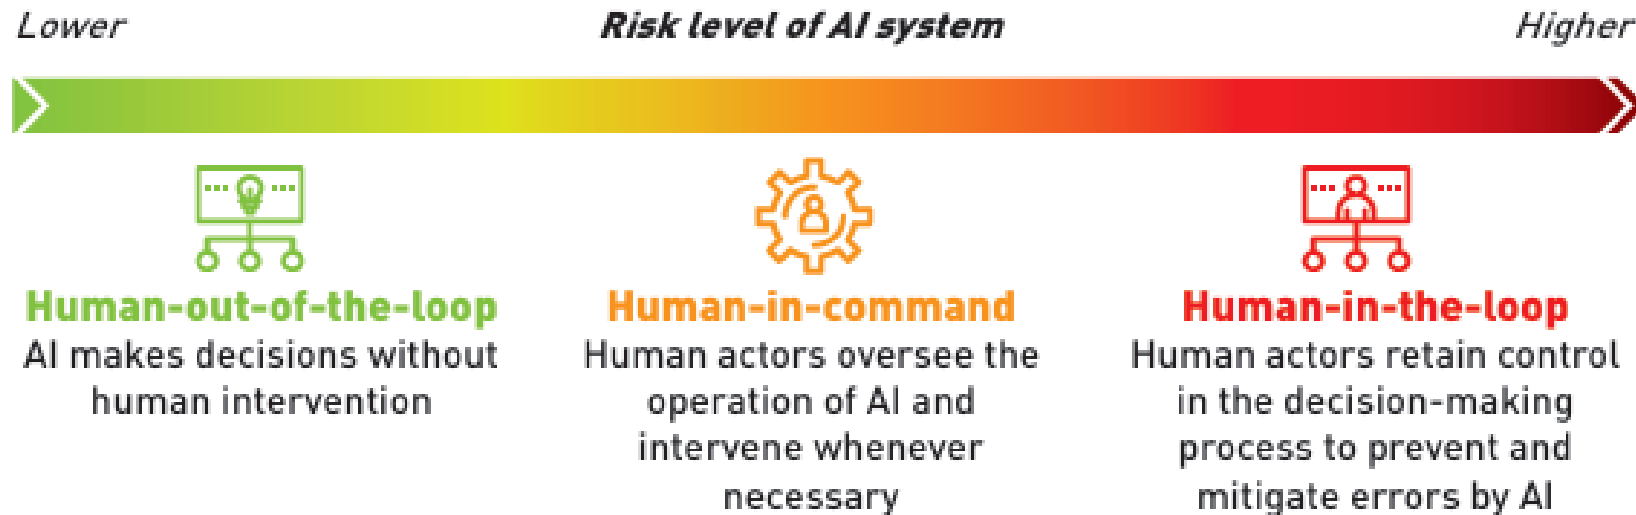 Lower
Risk level of AI system
Higher
Human-out-of-the-loop
AI makes decisions without
human intervention
Human-in-command
Human actors oversee the
operation of AI and
intervene whenever
necessary
Human-in-the-loop
Human actors retain control
in the decision-making
process to prevent and
mitigate errors by AI